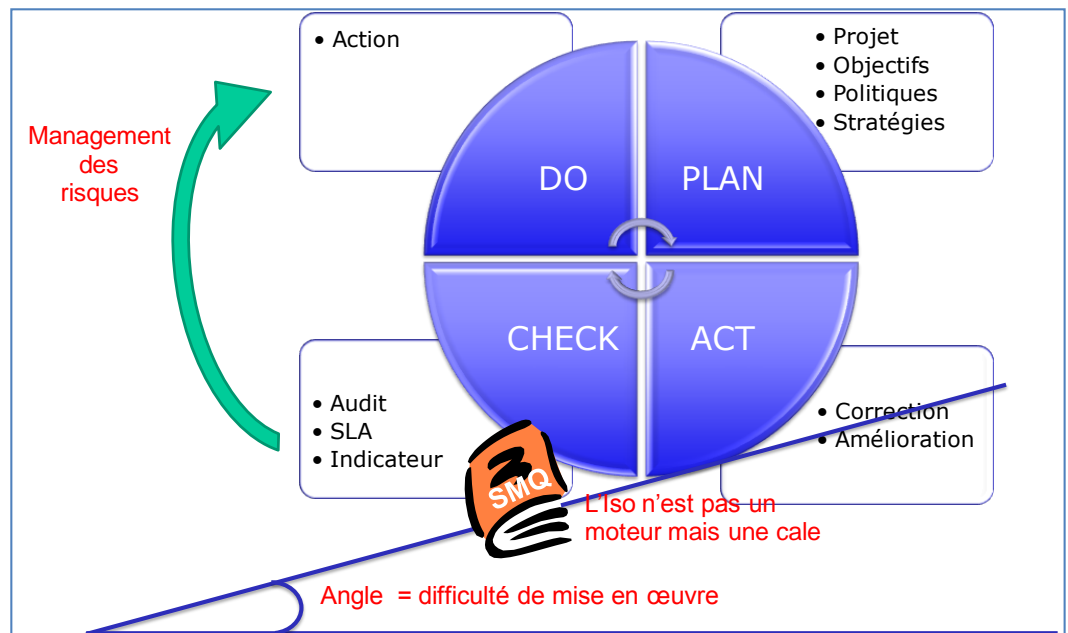 • Action
• Projet
• Objectifs
• Politiques
• Stratégies
Management
des
risques
DO
PLAN
CHECK
ACT
• Audit
• SLA
• Indicateur
• Correction
• Amélioration
SMQ
L'Iso n'est pas un
moteur mais une cale
Angle = difficulté de mise en œuvre